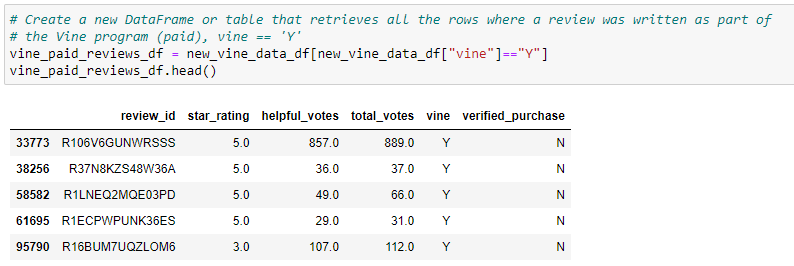 # Create a new DataFrame or table that retrieves all the rows where a review was written as part of
# the Vine program (paid), vine == 'Y'
vine_paid_reviews_df = new_vine_data_df[new_vine_data_df["vine"]=="Y"]
vine_paid_reviews_df.head()
review_id star_rating helpful_votes total_votes vine verified_purchase
33773 R106V6GUNWRSSS 5.0 857.0 889.0 Y N
38256 R37N8KZS48W36A 5.0 36.0 37.0 Y N
58582 R1LNEQ2MQE03PD 5.0 49.0 66.0 Y N
61695 R1ECPWPUNK36ES 5.0 29.0 31.0 Y N
95790 R16BUM7UQZLOM6 3.0 107.0 112.0 Y N